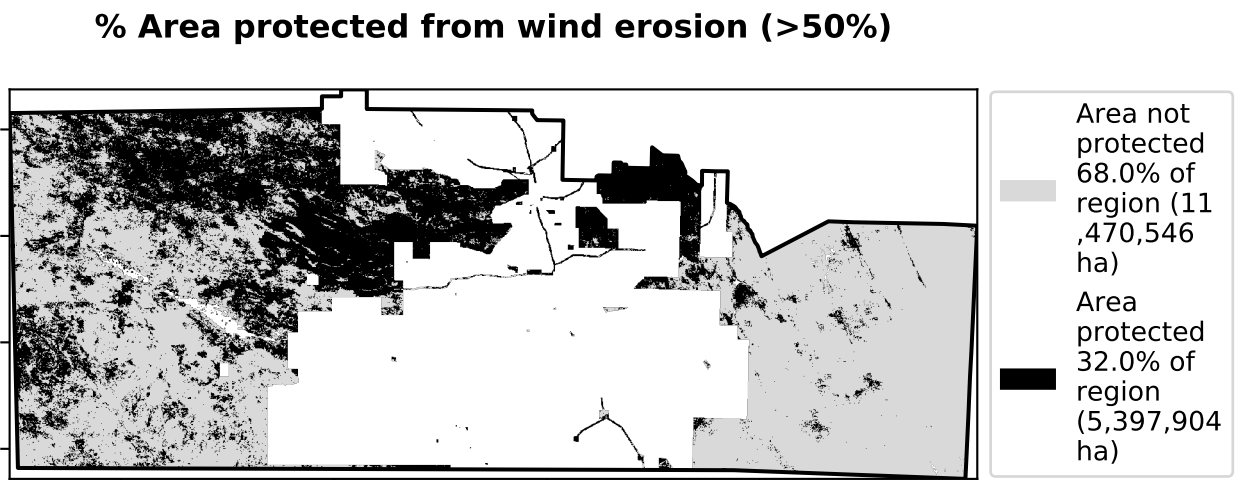 % Area protected from wind erosion (>50%)
Area not
protected
68.0% of
region (11
,470,546
ha)
Area
protected
32.0% of
region
(5,397,904
ha)